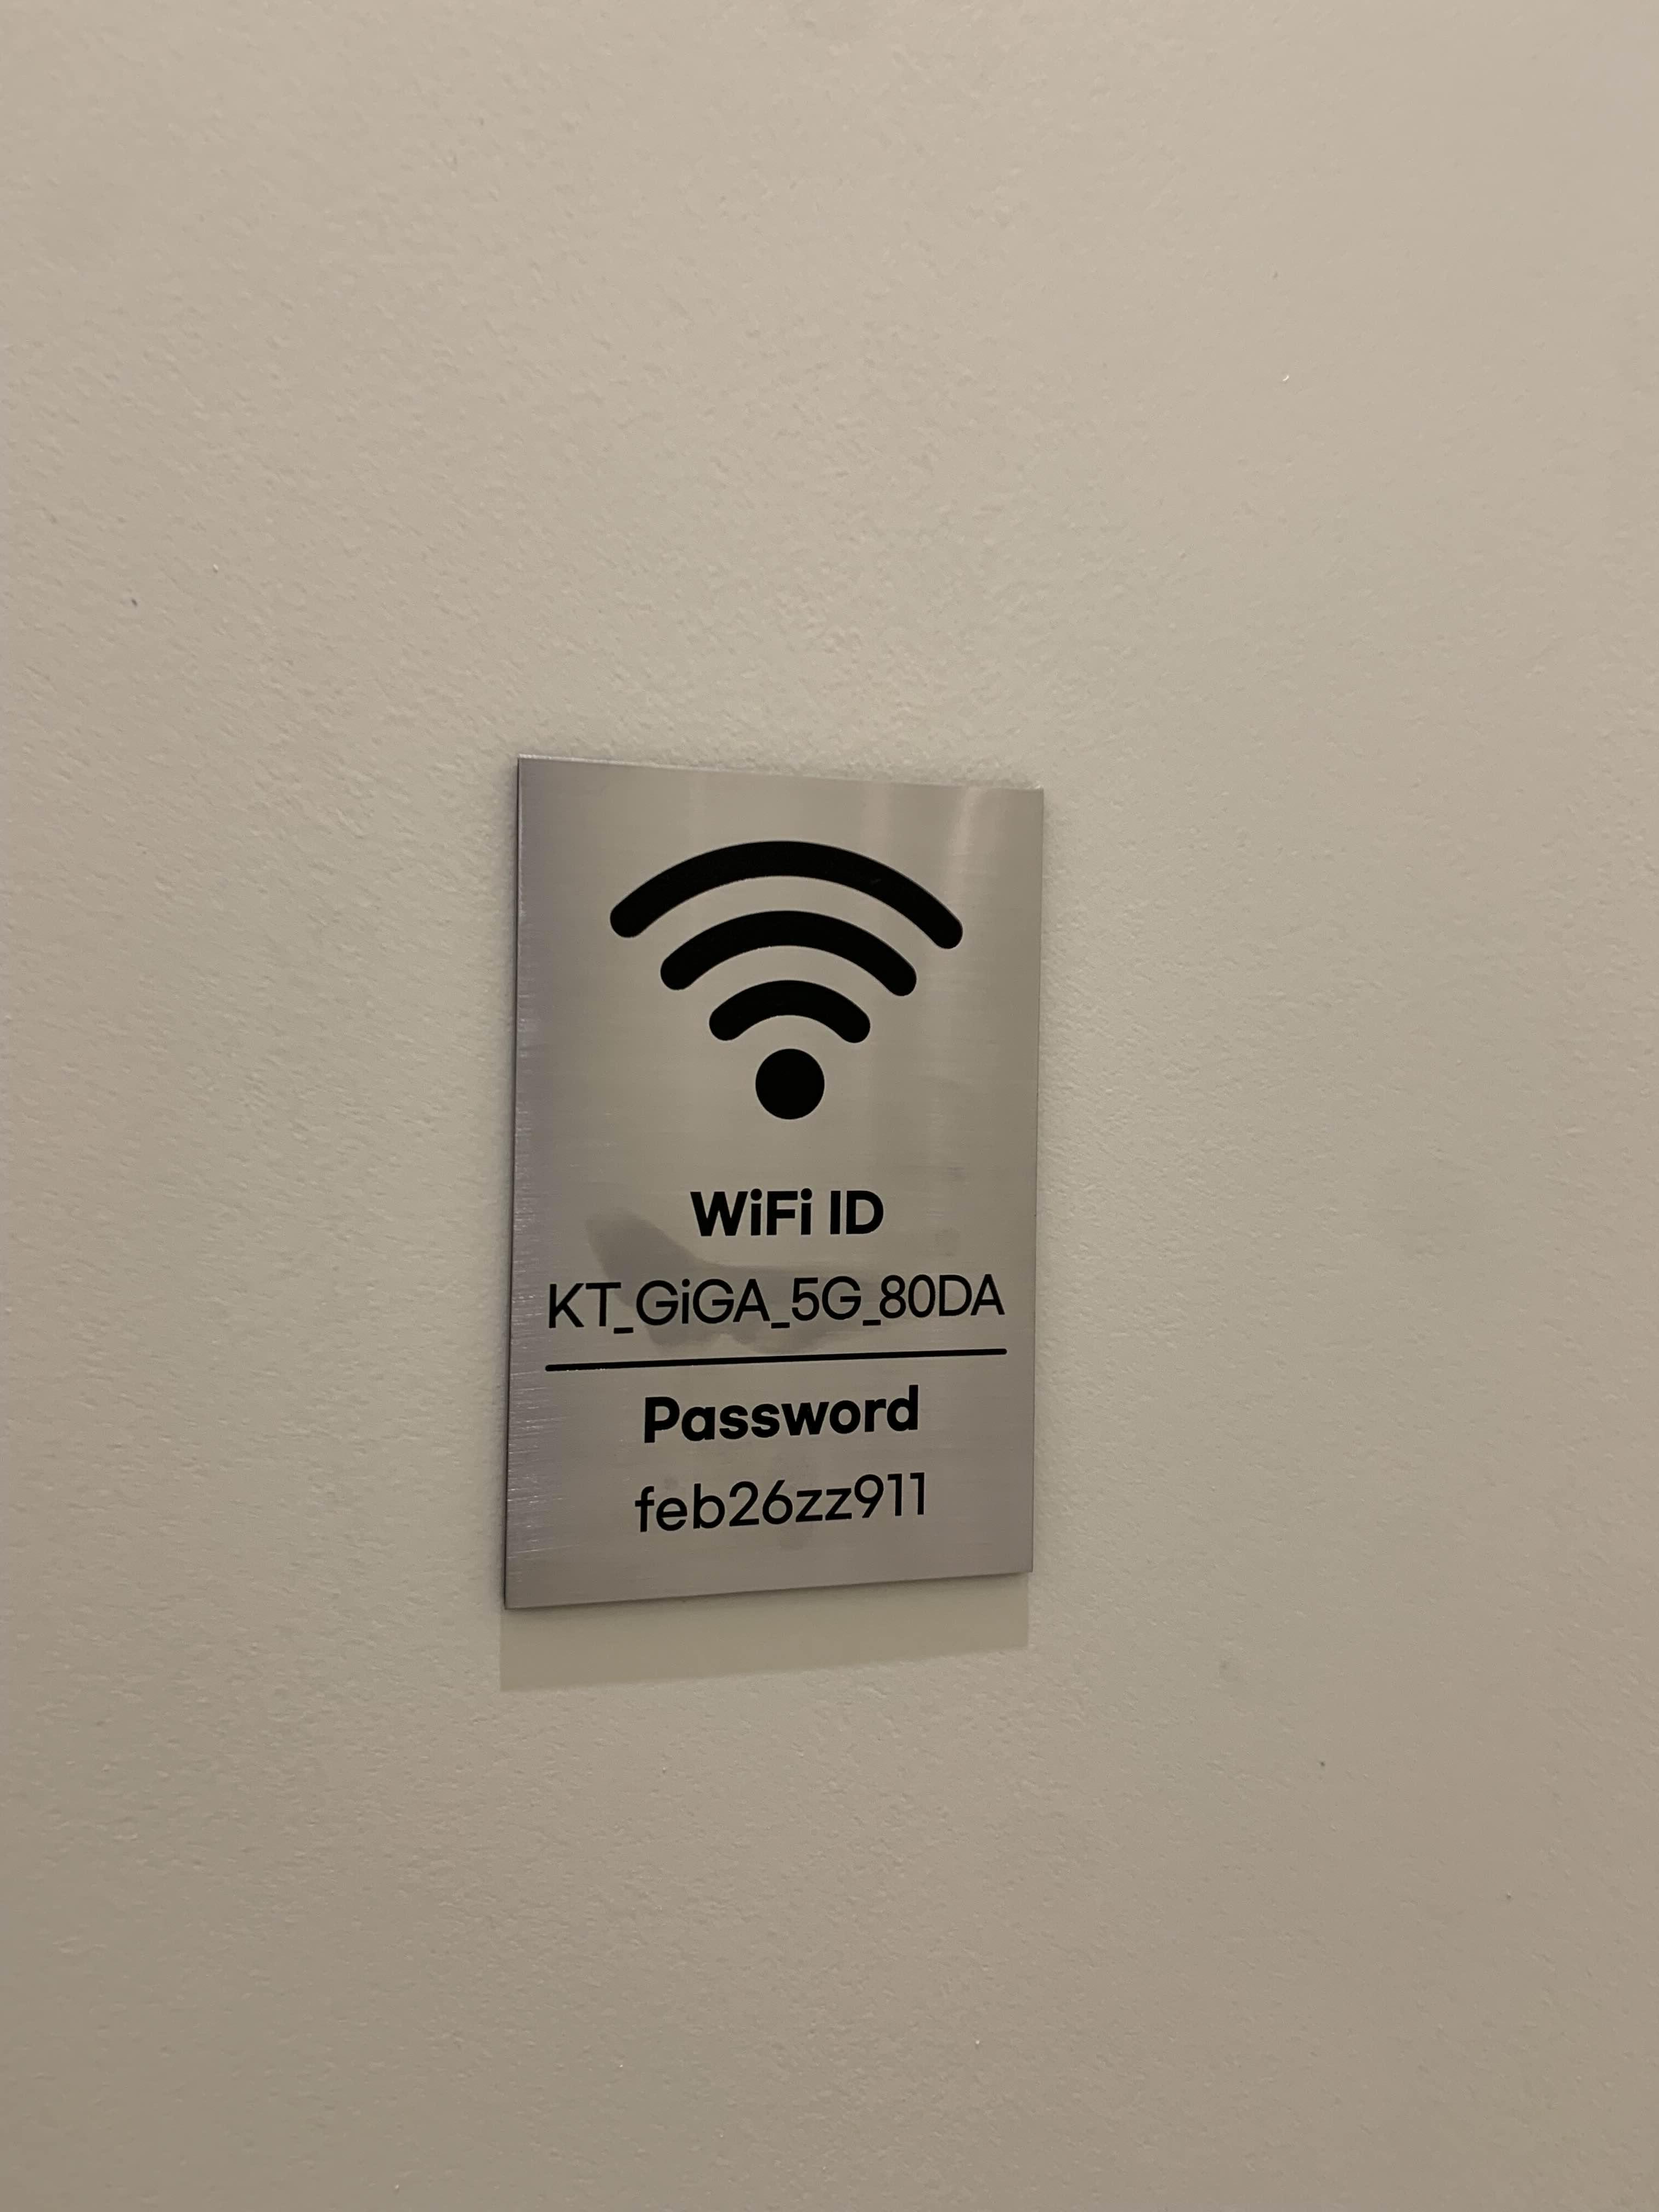 WiFi ID
KT_GiGA_5G_80DA
Password
feb26zz911